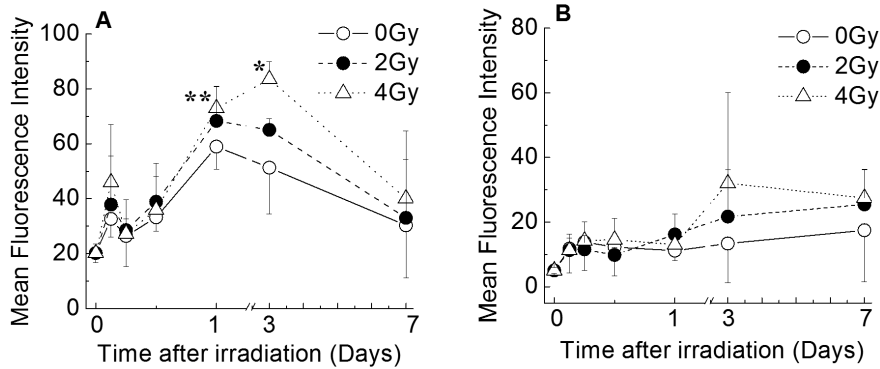 A
Mean Fluorescence Intensity
100
80
60
40
20
0
0Gy
2Gy
4Gy
**
*
0 1 3 7
Time after irradiation (Days)
B
Mean Fluorescence Intensity
80
60
40
20
0
0Gy
2Gy
4Gy
0 1 3 7
Time after irradiation (Days)